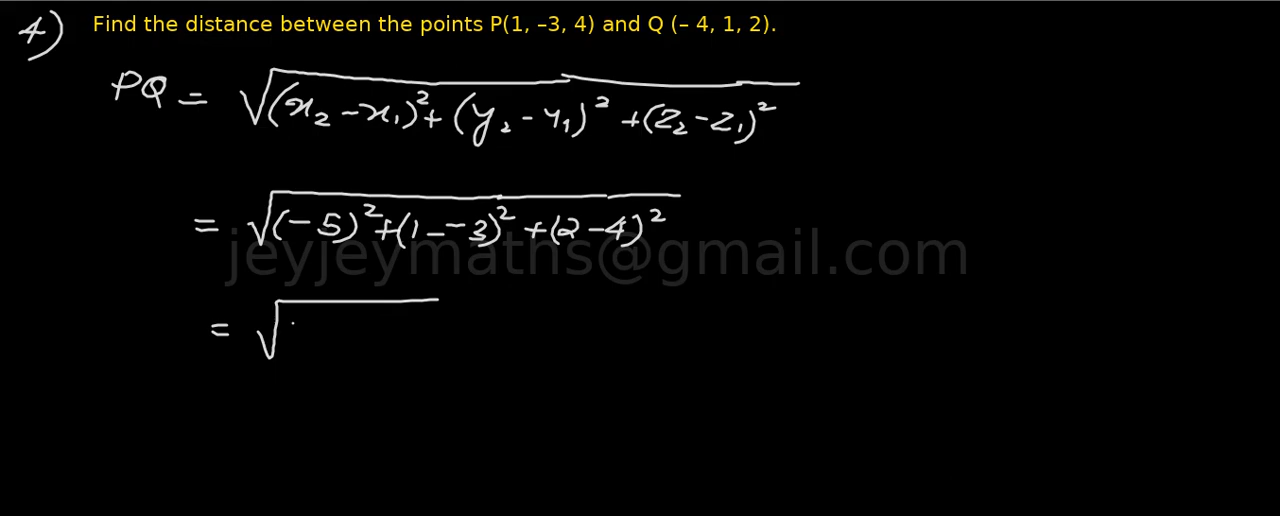 4) Find the distance between the points P(1, –3, 4) and Q (– 4, 1, 2).
PQ = √(x₂-x₁)²+(y₂-y₁)²+(z₂-z₁)²
= √(-5)²+(1--3)²+(2-4)²
jeyjeymaths@gmail.com
= √